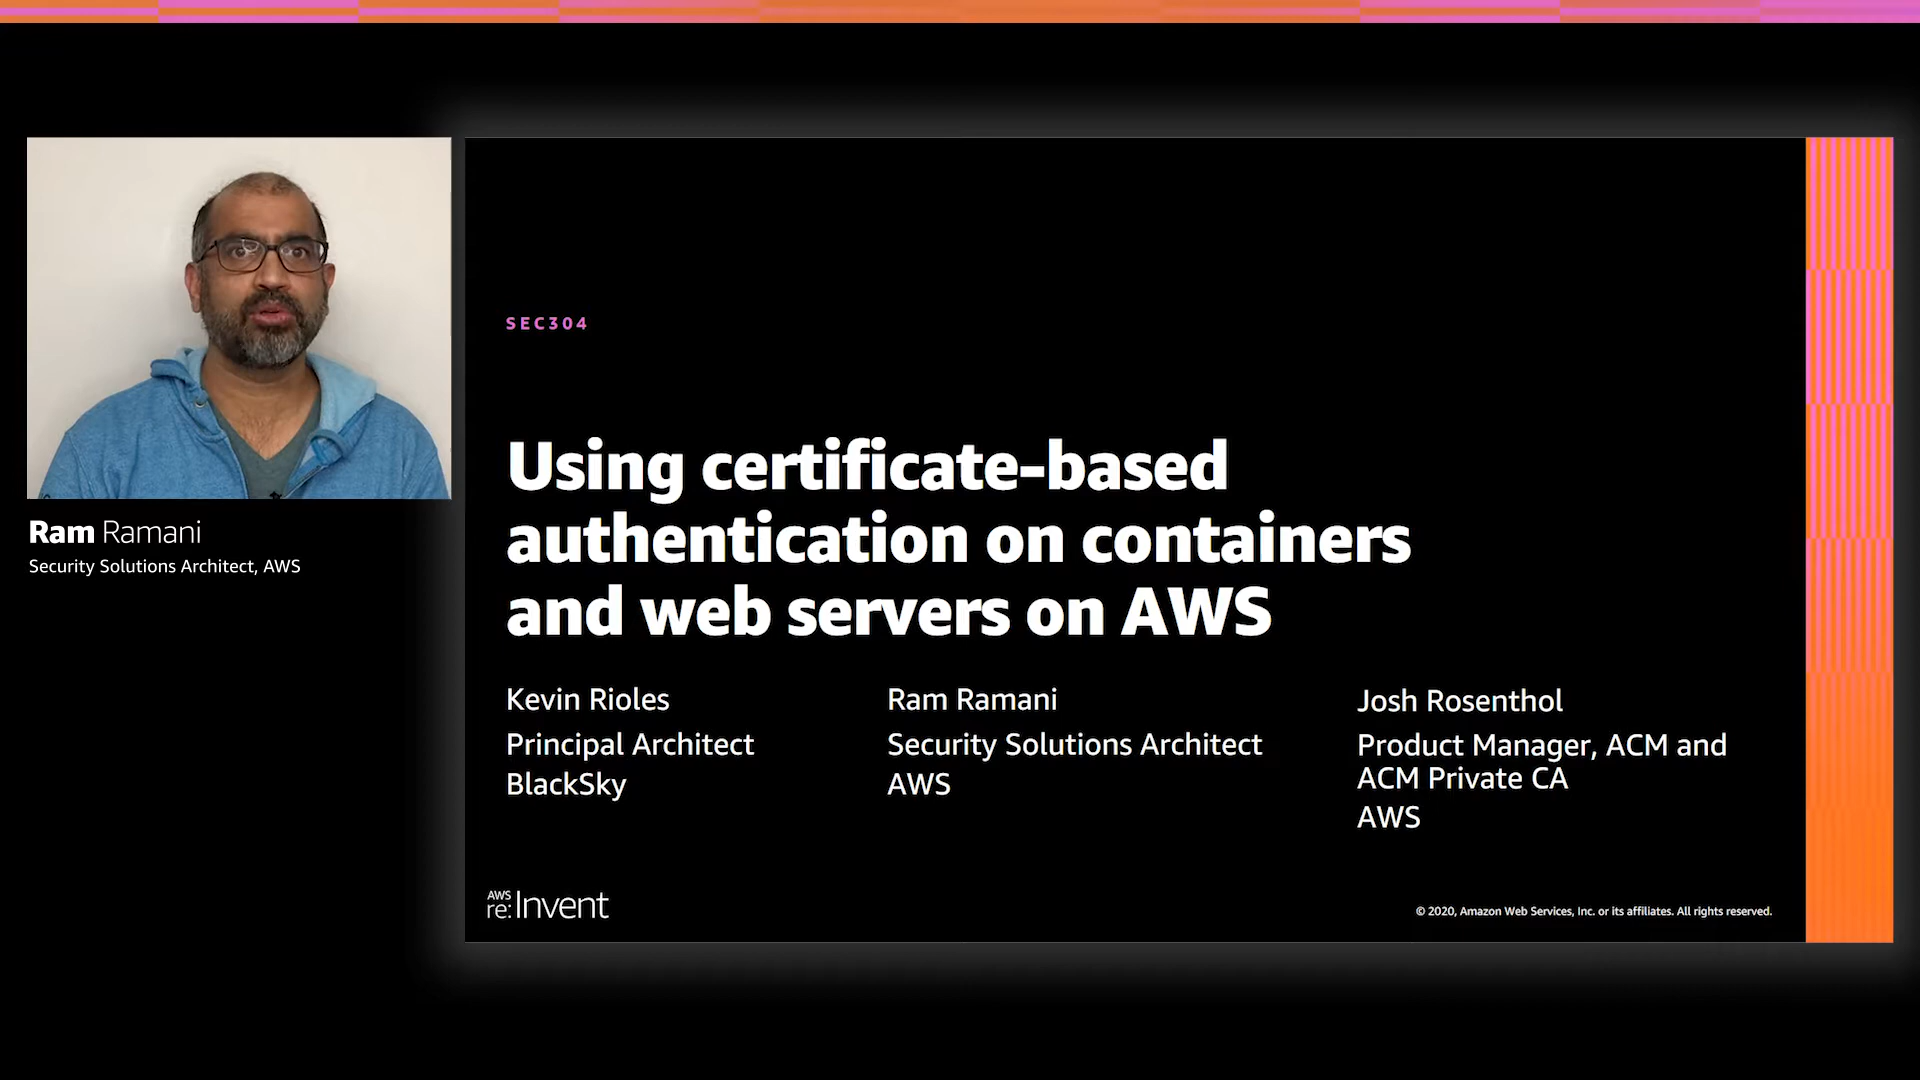 Ram Ramani
Security Solutions Architect, AWS
SEC304
Using certificate-based
authentication on containers
and web servers on AWS
Kevin Rioles
Principal Architect
BlackSky
Ram Ramani
Security Solutions Architect
AWS
Josh Rosenthol
Product Manager, ACM and
ACM Private CA
AWS
AWS
re:Invent
© 2020, Amazon Web Services, Inc. or its affiliates. All rights reserved.